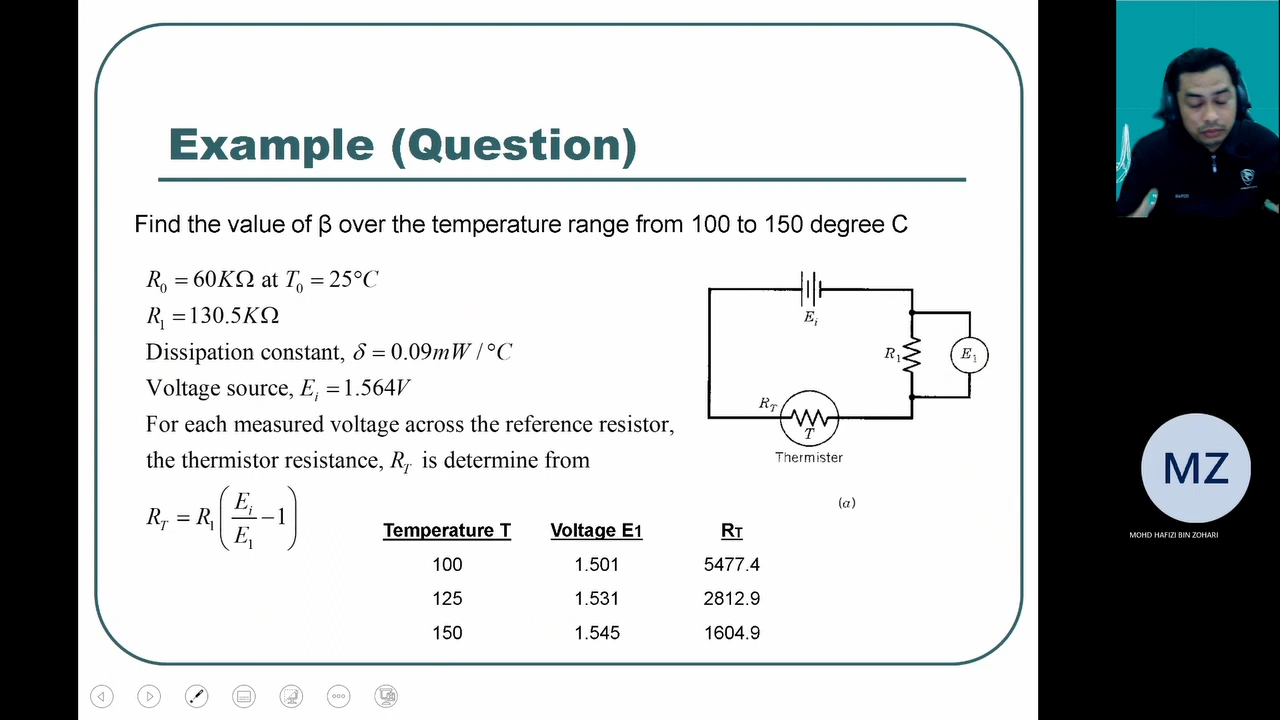 Example (Question)
Find the value of β over the temperature range from 100 to 150 degree C
R₀ = 60KΩ at T₀ = 25°C
R₁ = 130.5KΩ
Dissipation constant, δ = 0.09mW / °C
Voltage source, Eᵢ = 1.564V
For each measured voltage across the reference resistor,
the thermistor resistance, R_T is determine from
R_T = R₁(Eᵢ/E₁ − 1)
Eᵢ
R₁
E₁
R_T
T
Thermister
(a)
Temperature T Voltage E1 RT
100 1.501 5477.4
125 1.531 2812.9
150 1.545 1604.9
MZ
MOHD HAFIZI BIN ZOHARI